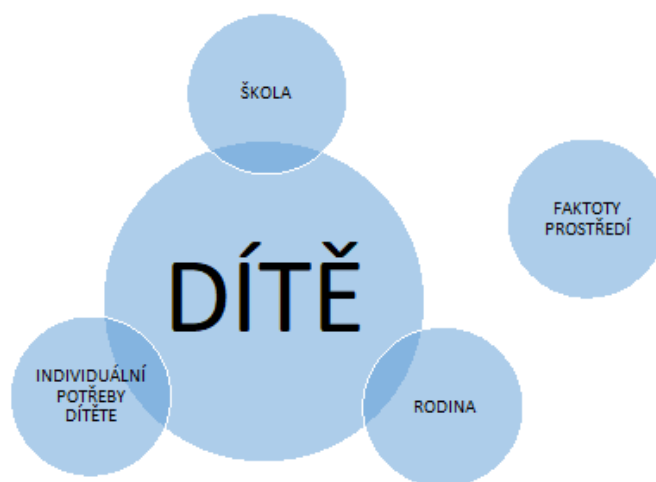 ŠKOLA
FAKTOTY
PROSTŘEDÍ
DÍTĚ
INDIVIDUÁLNÍ
POTŘEBY
DÍTĚTE
RODINA